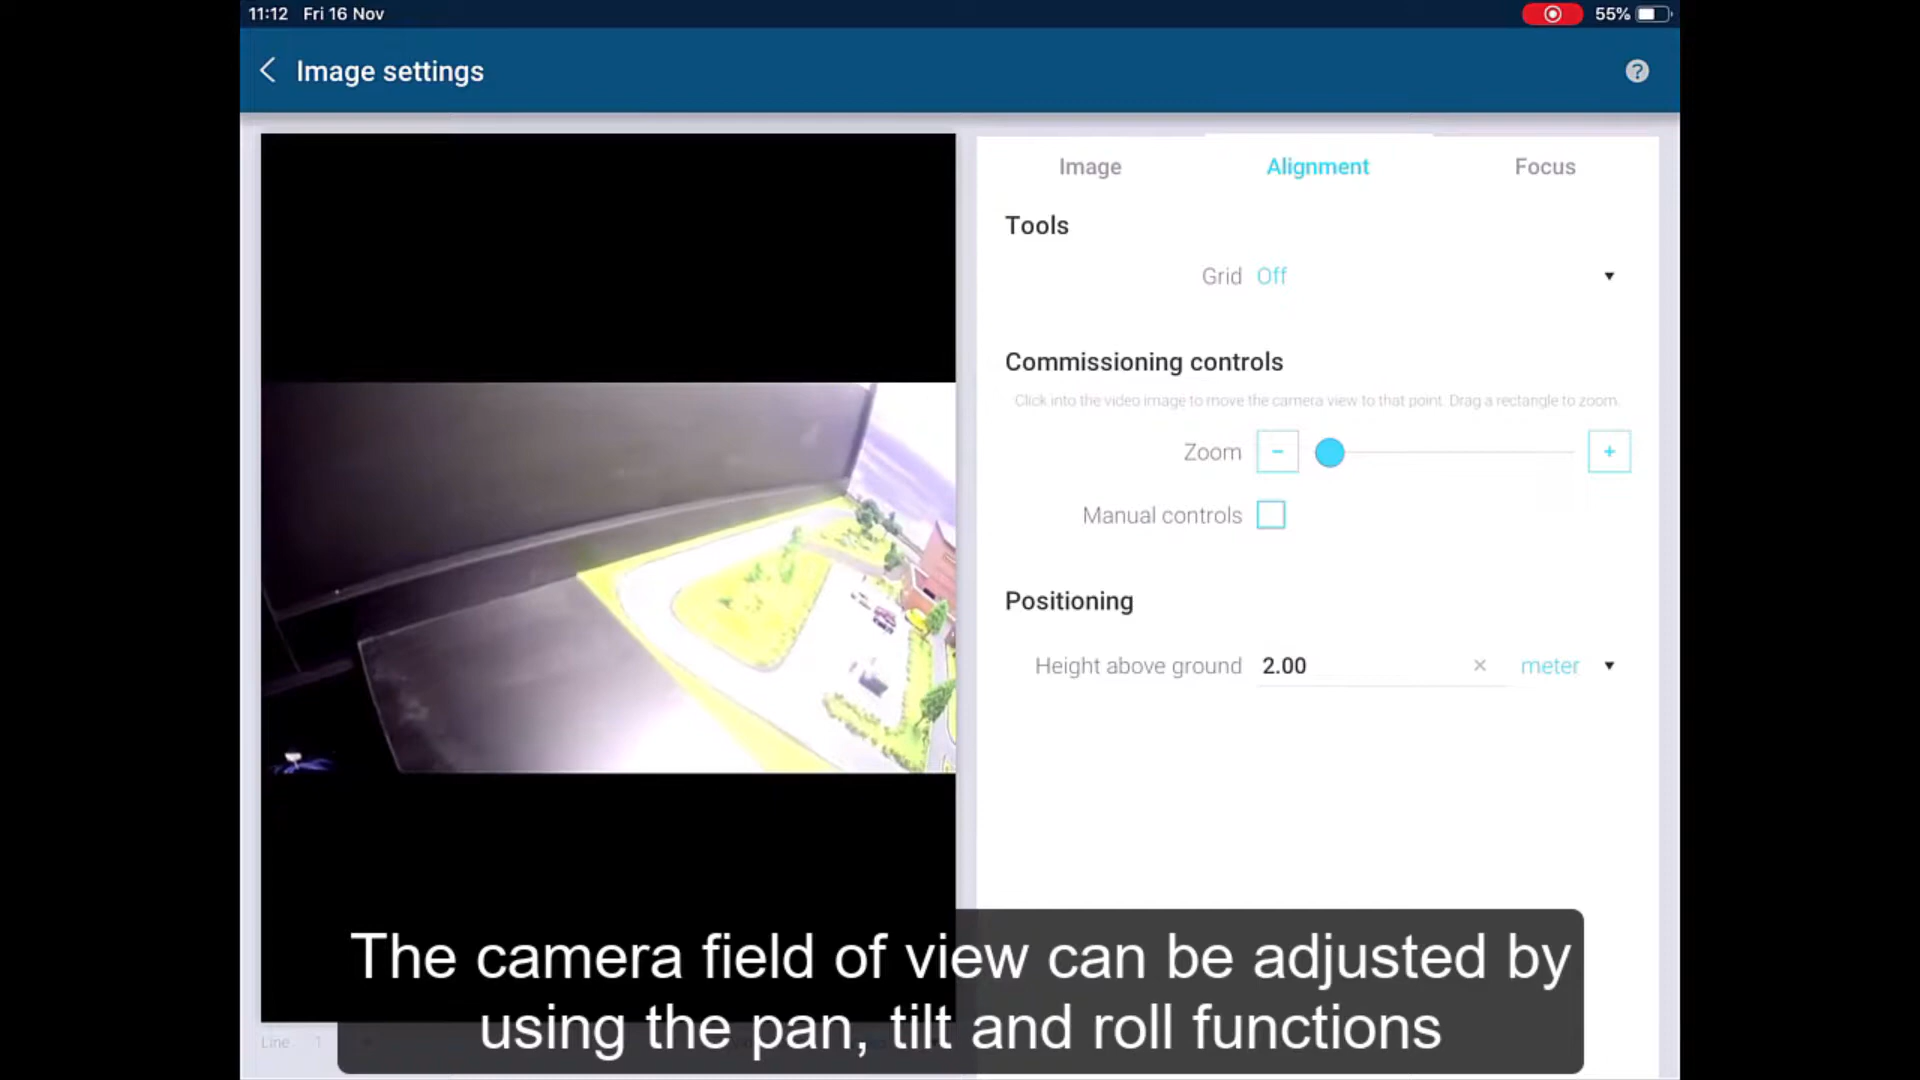 11:12 Fri 16 Nov
55%
Image settings
?
Image
Alignment
Focus
Tools
Grid Off
Commissioning controls
Click into the video image to move the camera view to that point. Drag a rectangle to zoom.
Zoom - +
Manual controls
Positioning
Height above ground 2.00 × meter
The camera field of view can be adjusted by
using the pan, tilt and roll functions
Line 1